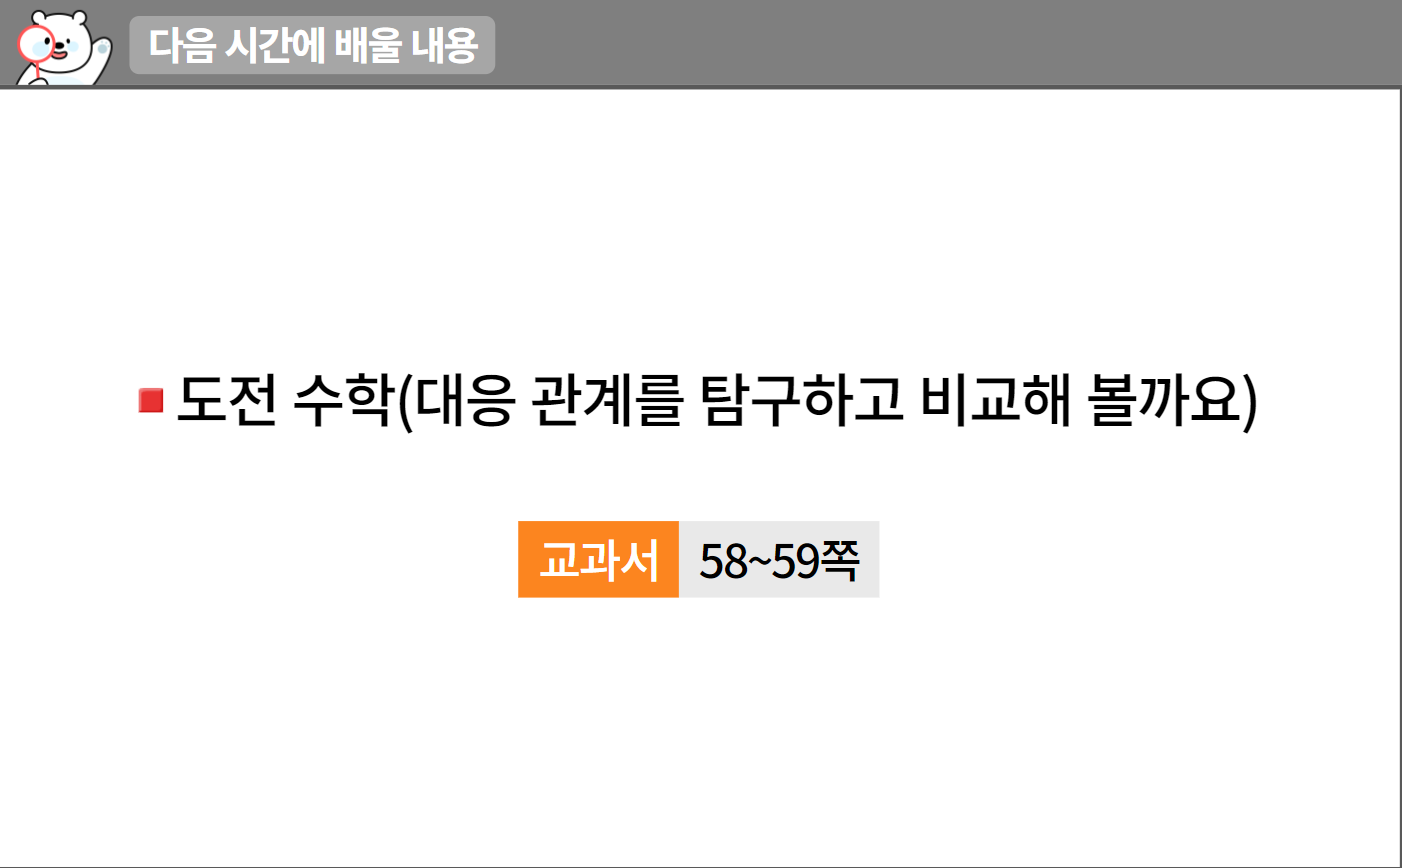 다음 시간에 배울 내용
도전 수학(대응 관계를 탐구하고 비교해 볼까요)
교과서 58~59쪽